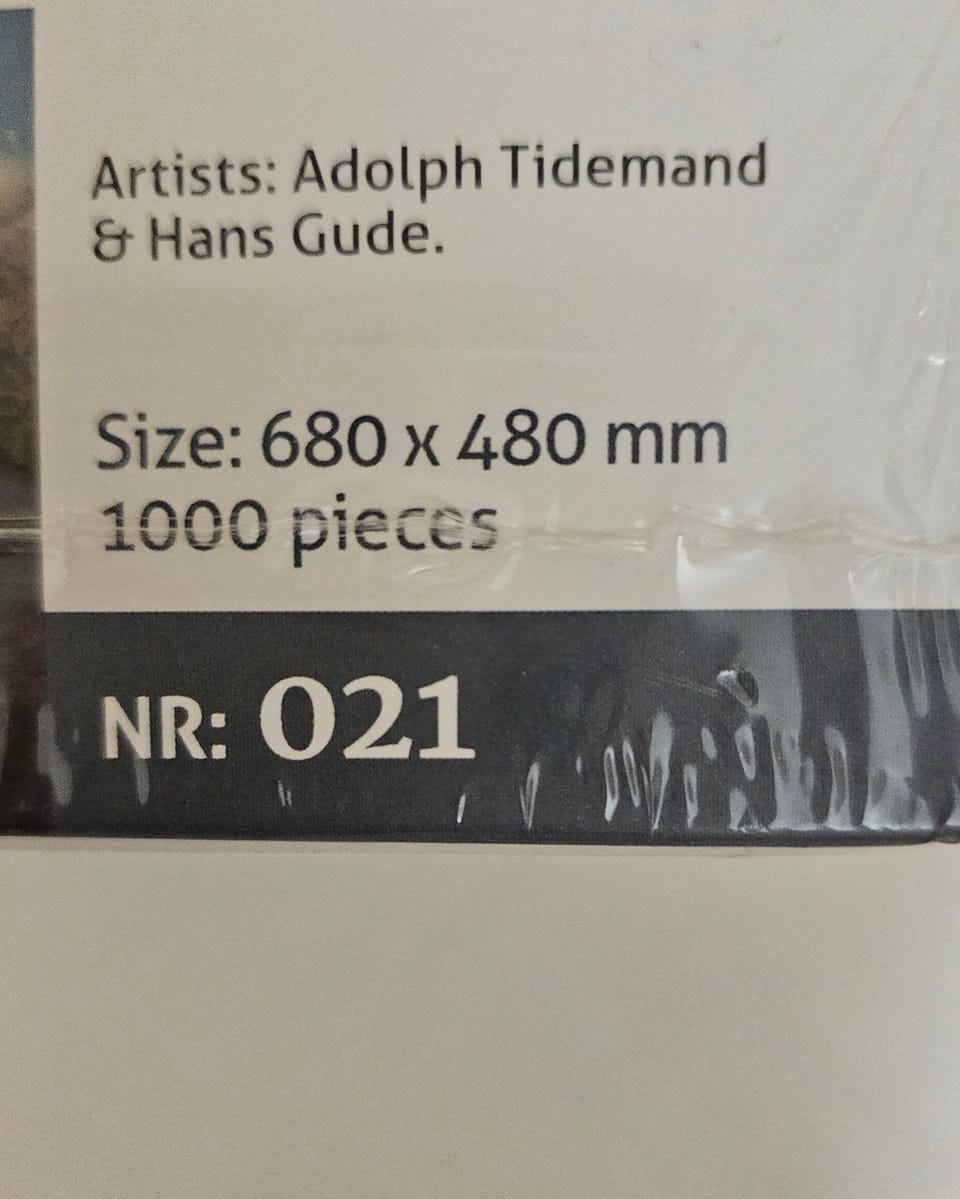 Artists: Adolph Tidemand
& Hans Gude.
Size: 680 x 480 mm
1000 pieces
NR: 021